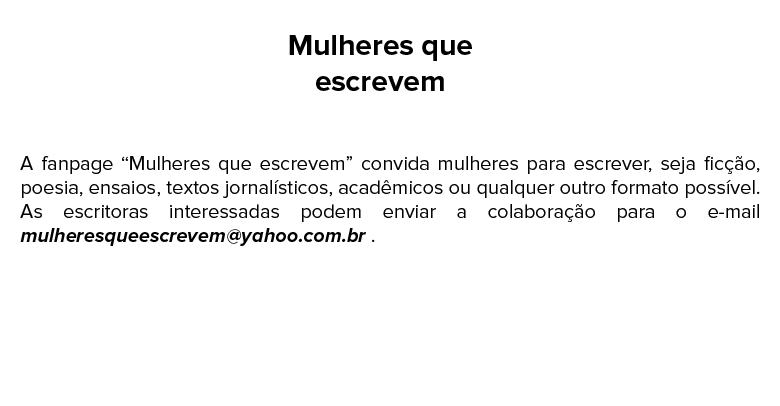 Mulheres que
escrevem
A fanpage “Mulheres que escrevem” convida mulheres para escrever, seja ficção,
poesia, ensaios, textos jornalísticos, acadêmicos ou qualquer outro formato possível.
As escritoras interessadas podem enviar a colaboração para o e-mail
mulheresqueescrevem@yahoo.com.br .